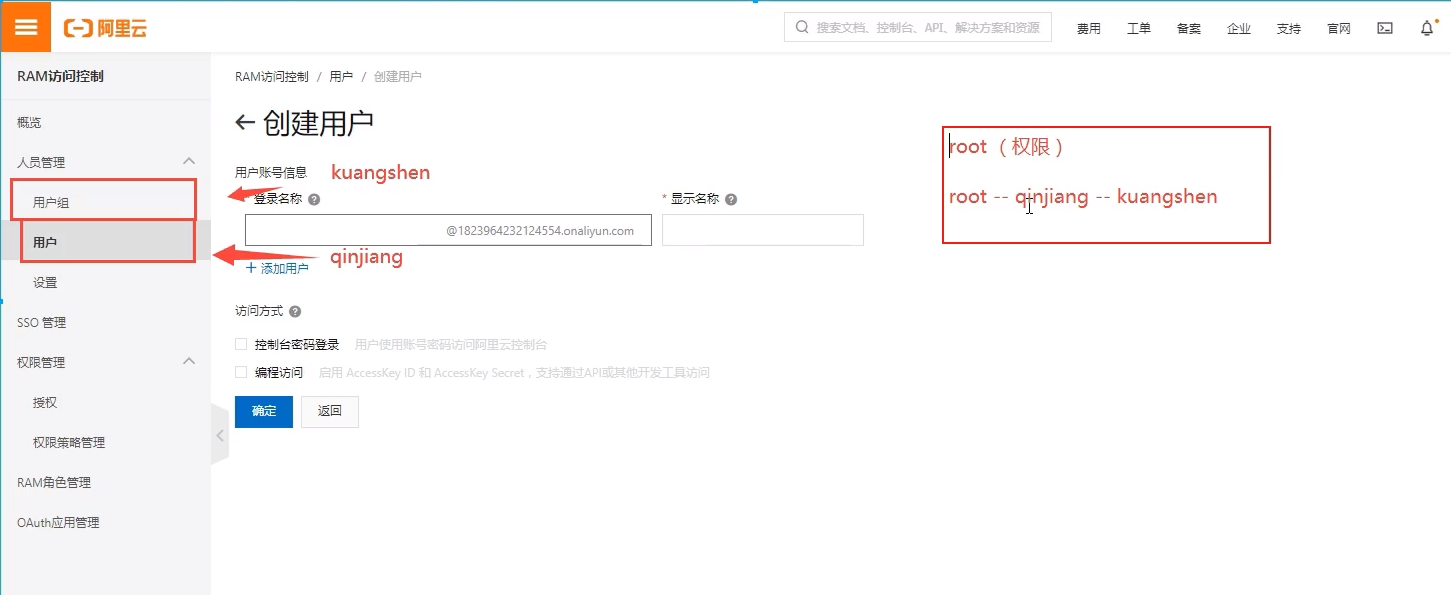 阿里云
搜索文档、控制台、API、解决方案和资源
费用
工单
备案
企业
支持
官网
RAM访问控制
概览
人员管理
用户组
用户
设置
SSO 管理
权限管理
授权
权限策略管理
RAM角色管理
OAuth应用管理
RAM访问控制 / 用户 / 创建用户
← 创建用户
用户账号信息
kuangshen
登录名称 ?
* 显示名称 ?
@1823964232124554.onaliyun.com
qinjiang
+ 添加用户
访问方式 ?
控制台密码登录 用户使用账号密码访问阿里云控制台
编程访问 启用 AccessKey ID 和 AccessKey Secret，支持通过API或其他开发工具访问
确定
返回
root （权限）
root -- qinjiang -- kuangshen